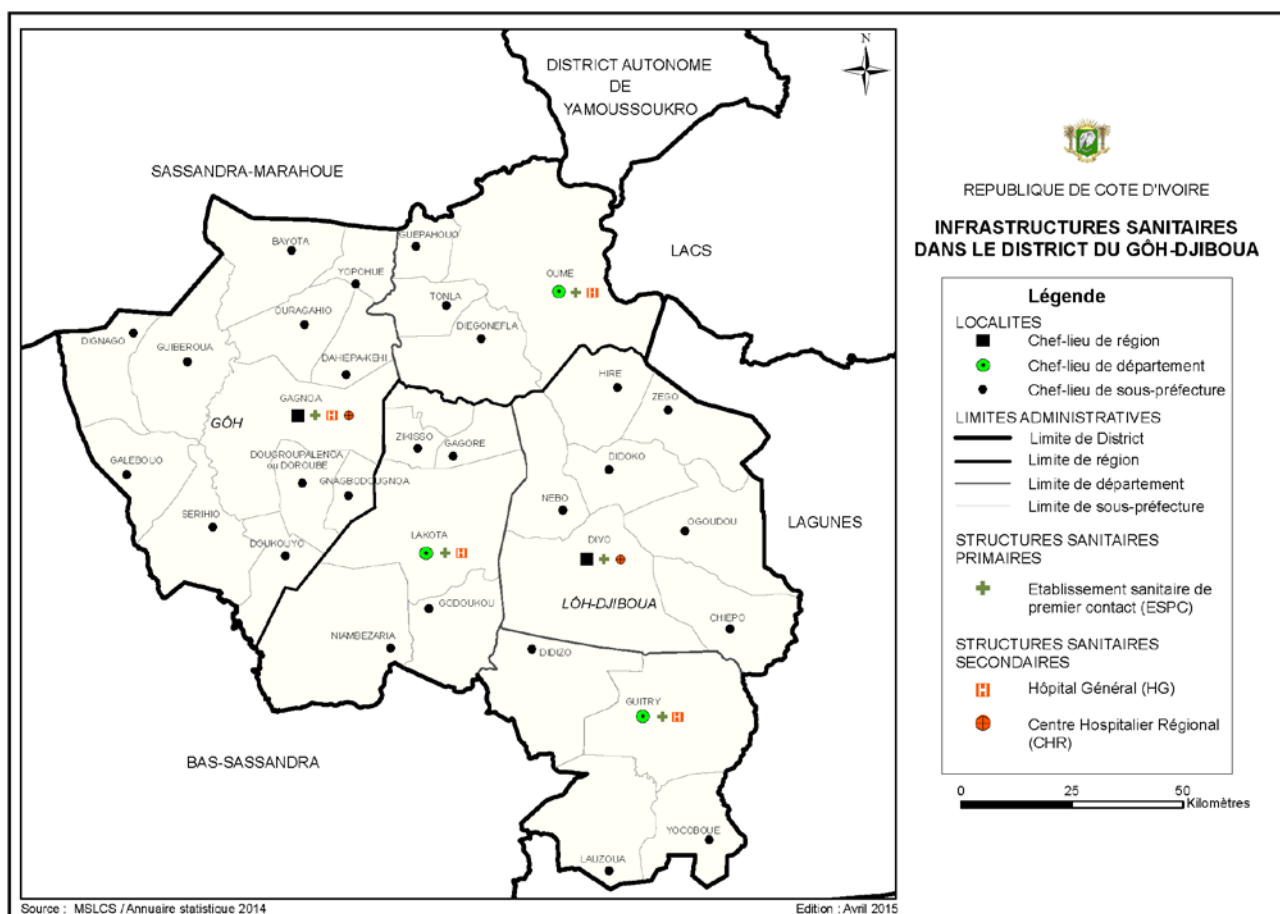 N
DISTRICT AUTONOME
DE
YAMOUSSOUKRO
SASSANDRA-MARAHOUE
LACS
GUEPAHOUO
BAYOTA
YOPOHUE
OUME
TONLA
OURAGAHIO
DIEGONEFLA
DIGNAGO
GUIBEROUA
DAHIEPA-KEHI
HIRE
ZEGO
GAGNOA
GÔH
ZIKISSO
GAGORE
DOUGROUPALENOA
ou DOROUBE
DIDOKO
GALEBOUO
GNAGBODOUGNOA
NEBO
SERIHIO
OGOUDOU
LAGUNES
LAKOTA
DIVO
DOUKOUYO
GODOUKOU
LÔH-DJIBOUA
CHIEPO
NIAMBEZARIA
DIDIZO
GUITRY
BAS-SASSANDRA
YOCOBOUE
LAUZOUA
Source : MSLCS / Annuaire statistique 2014
Edition : Avril 2015
REPUBLIQUE DE COTE D'IVOIRE
INFRASTRUCTURES SANITAIRES
DANS LE DISTRICT DU GÔH-DJIBOUA
Légende
LOCALITES
Chef-lieu de région
Chef-lieu de département
Chef-lieu de sous-préfecture
LIMITES ADMINISTRATIVES
Limite de District
Limite de région
Limite de département
Limite de sous-préfecture
STRUCTURES SANITAIRES
PRIMAIRES
Etablissement sanitaire de
premier contact (ESPC)
STRUCTURES SANITAIRES
SECONDAIRES
H Hôpital Général (HG)
Centre Hospitalier Régional
(CHR)
0 25 50
Kilomètres